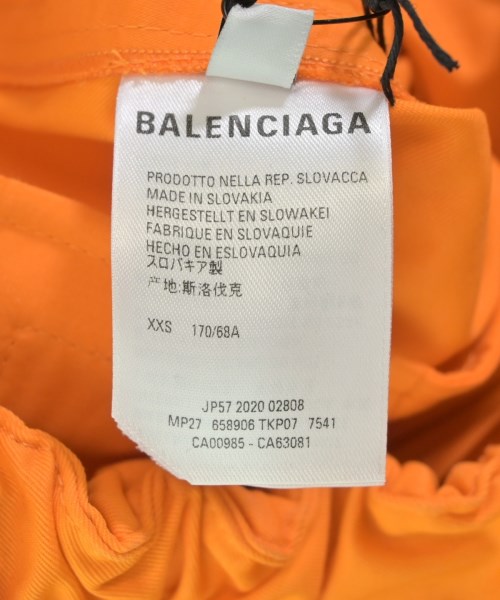 BALENCIAGA
PRODOTTO NELLA REP. SLOVACCA
MADE IN SLOVAKIA
HERGESTELLT EN SLOWAKEI
FABRIQUE EN SLOVAQUIE
HECHO EN ESLOVAQUIA
スロバキア製
产地:斯洛伐克
XXS 170/68A
JP57 2020 02808
MP27 658906 TKP07 7541
CA00985 - CA63081